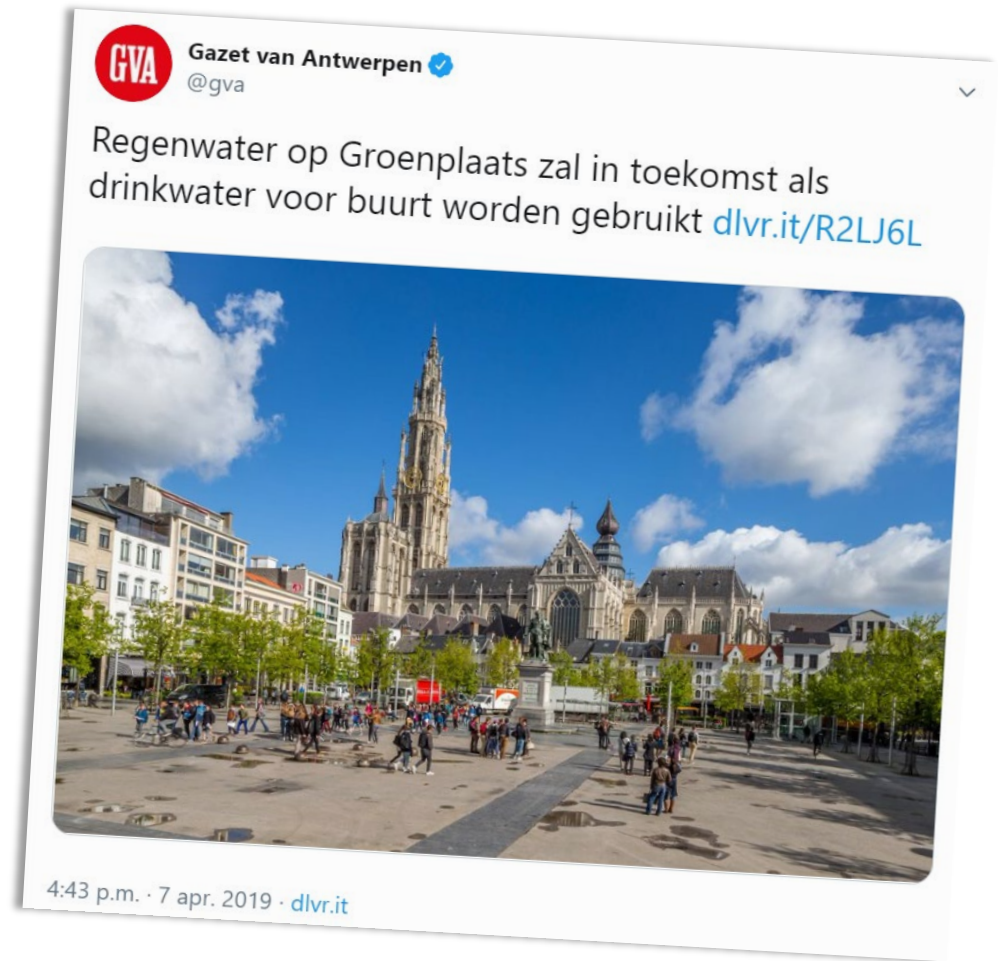 GVA
Gazet van Antwerpen
@gva
Regenwater op Groenplaats zal in toekomst als
drinkwater voor buurt worden gebruikt dlvr.it/R2LJ6L
4:43 p.m. · 7 apr. 2019 · dlvr.it